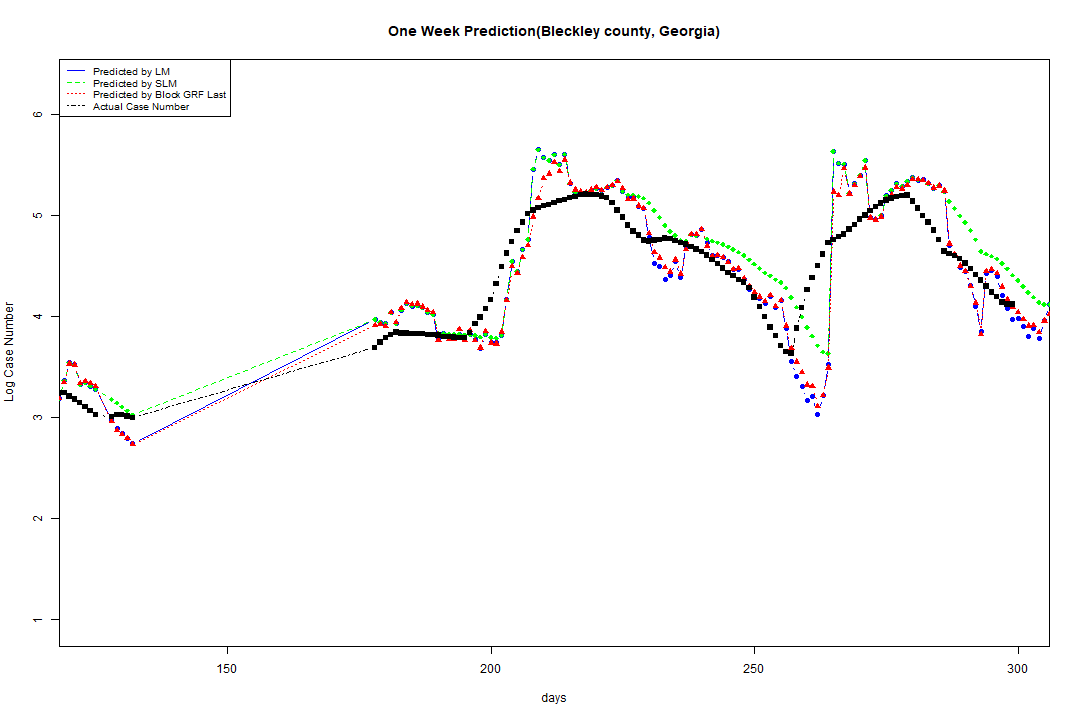 One Week Prediction(Bleckley county, Georgia)
Predicted by LM
Predicted by SLM
Predicted by Block GRF Last
Actual Case Number
Log Case Number
6
5
4
3
2
1
150 200 250 300
days